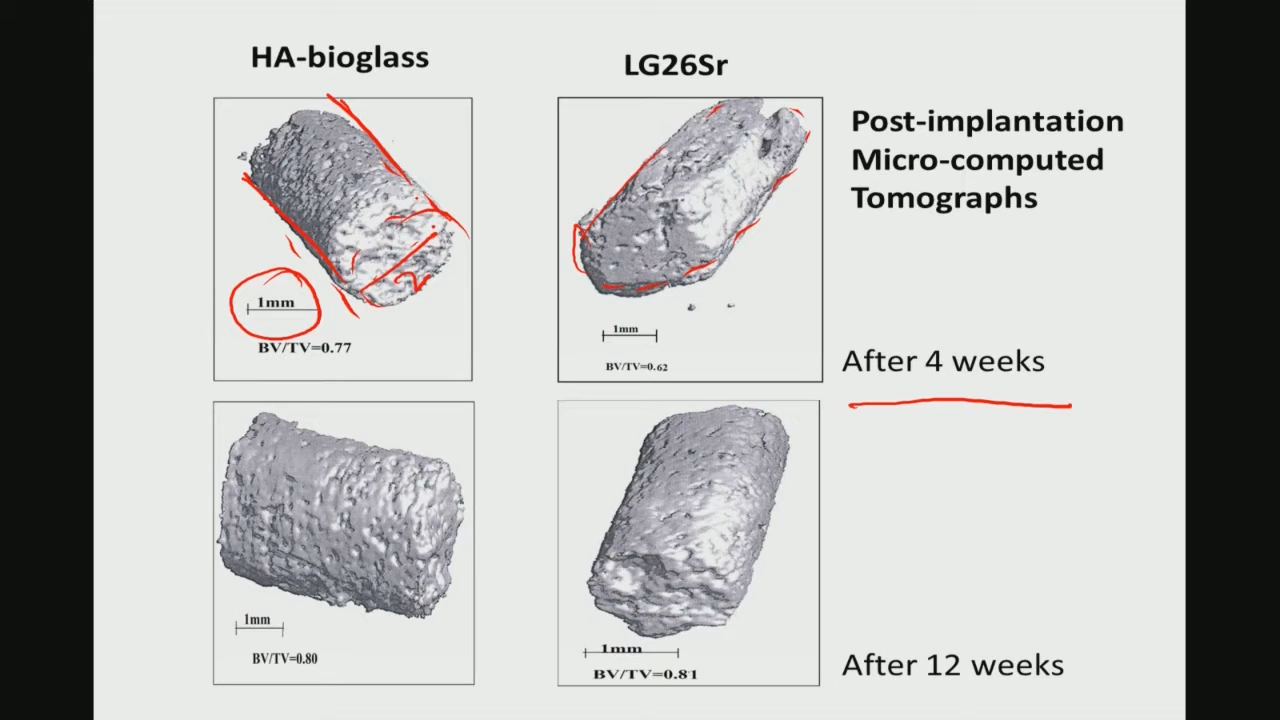 HA-bioglass
LG26Sr
Post-implantation
Micro-computed
Tomographs
1mm
BV/TV=0.77
1mm
BV/TV=0.62
After 4 weeks
1mm
BV/TV=0.80
1mm
BV/TV=0.81
After 12 weeks